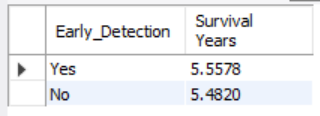 Early_Detection Survival Years
Yes 5.5578
No 5.4820